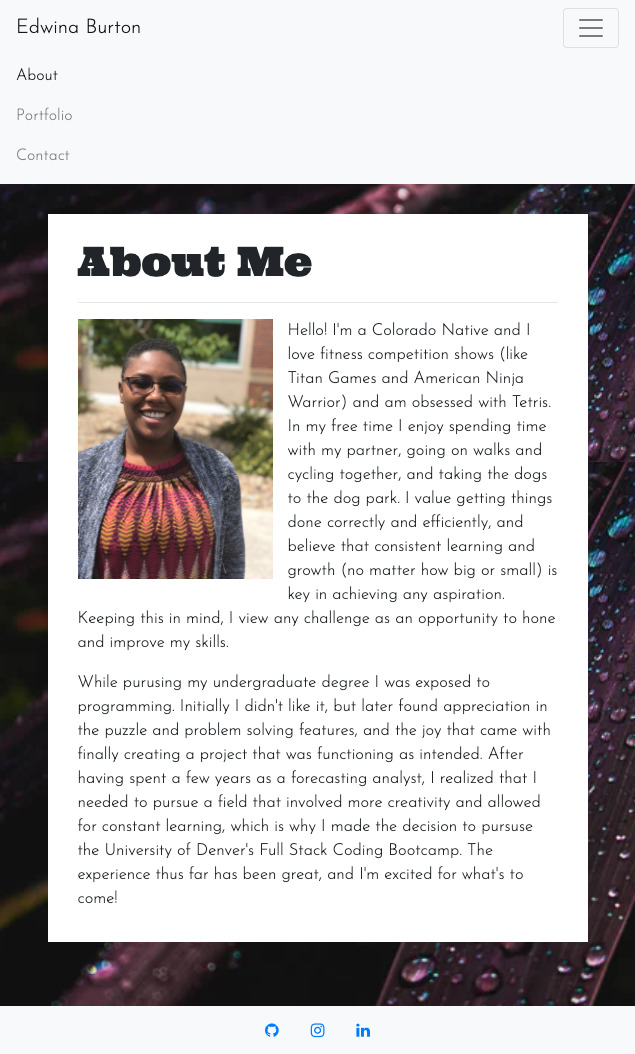 Edwina Burton
About
Portfolio
Contact
About Me
Hello! I'm a Colorado Native and I
love fitness competition shows (like
Titan Games and American Ninja
Warrior) and am obsessed with Tetris.
In my free time I enjoy spending time
with my partner, going on walks and
cycling together, and taking the dogs
to the dog park. I value getting things
done correctly and efficiently, and
believe that consistent learning and
growth (no matter how big or small) is
key in achieving any aspiration.
Keeping this in mind, I view any challenge as an opportunity to hone
and improve my skills.
While purusing my undergraduate degree I was exposed to
programming. Initially I didn't like it, but later found appreciation in
the puzzle and problem solving features, and the joy that came with
finally creating a project that was functioning as intended. After
having spent a few years as a forecasting analyst, I realized that I
needed to pursue a field that involved more creativity and allowed
for constant learning, which is why I made the decision to pursuse
the University of Denver's Full Stack Coding Bootcamp. The
experience thus far has been great, and I'm excited for what's to
come!